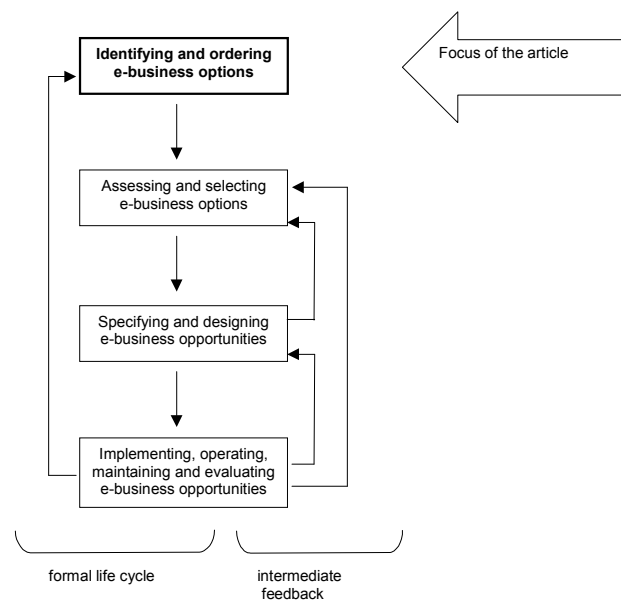 Identifying and ordering
e-business options
Focus of the article
Assessing and selecting
e-business options
Specifying and designing
e-business opportunities
Implementing, operating,
maintaining and evaluating
e-business opportunities
formal life cycle
intermediate
feedback